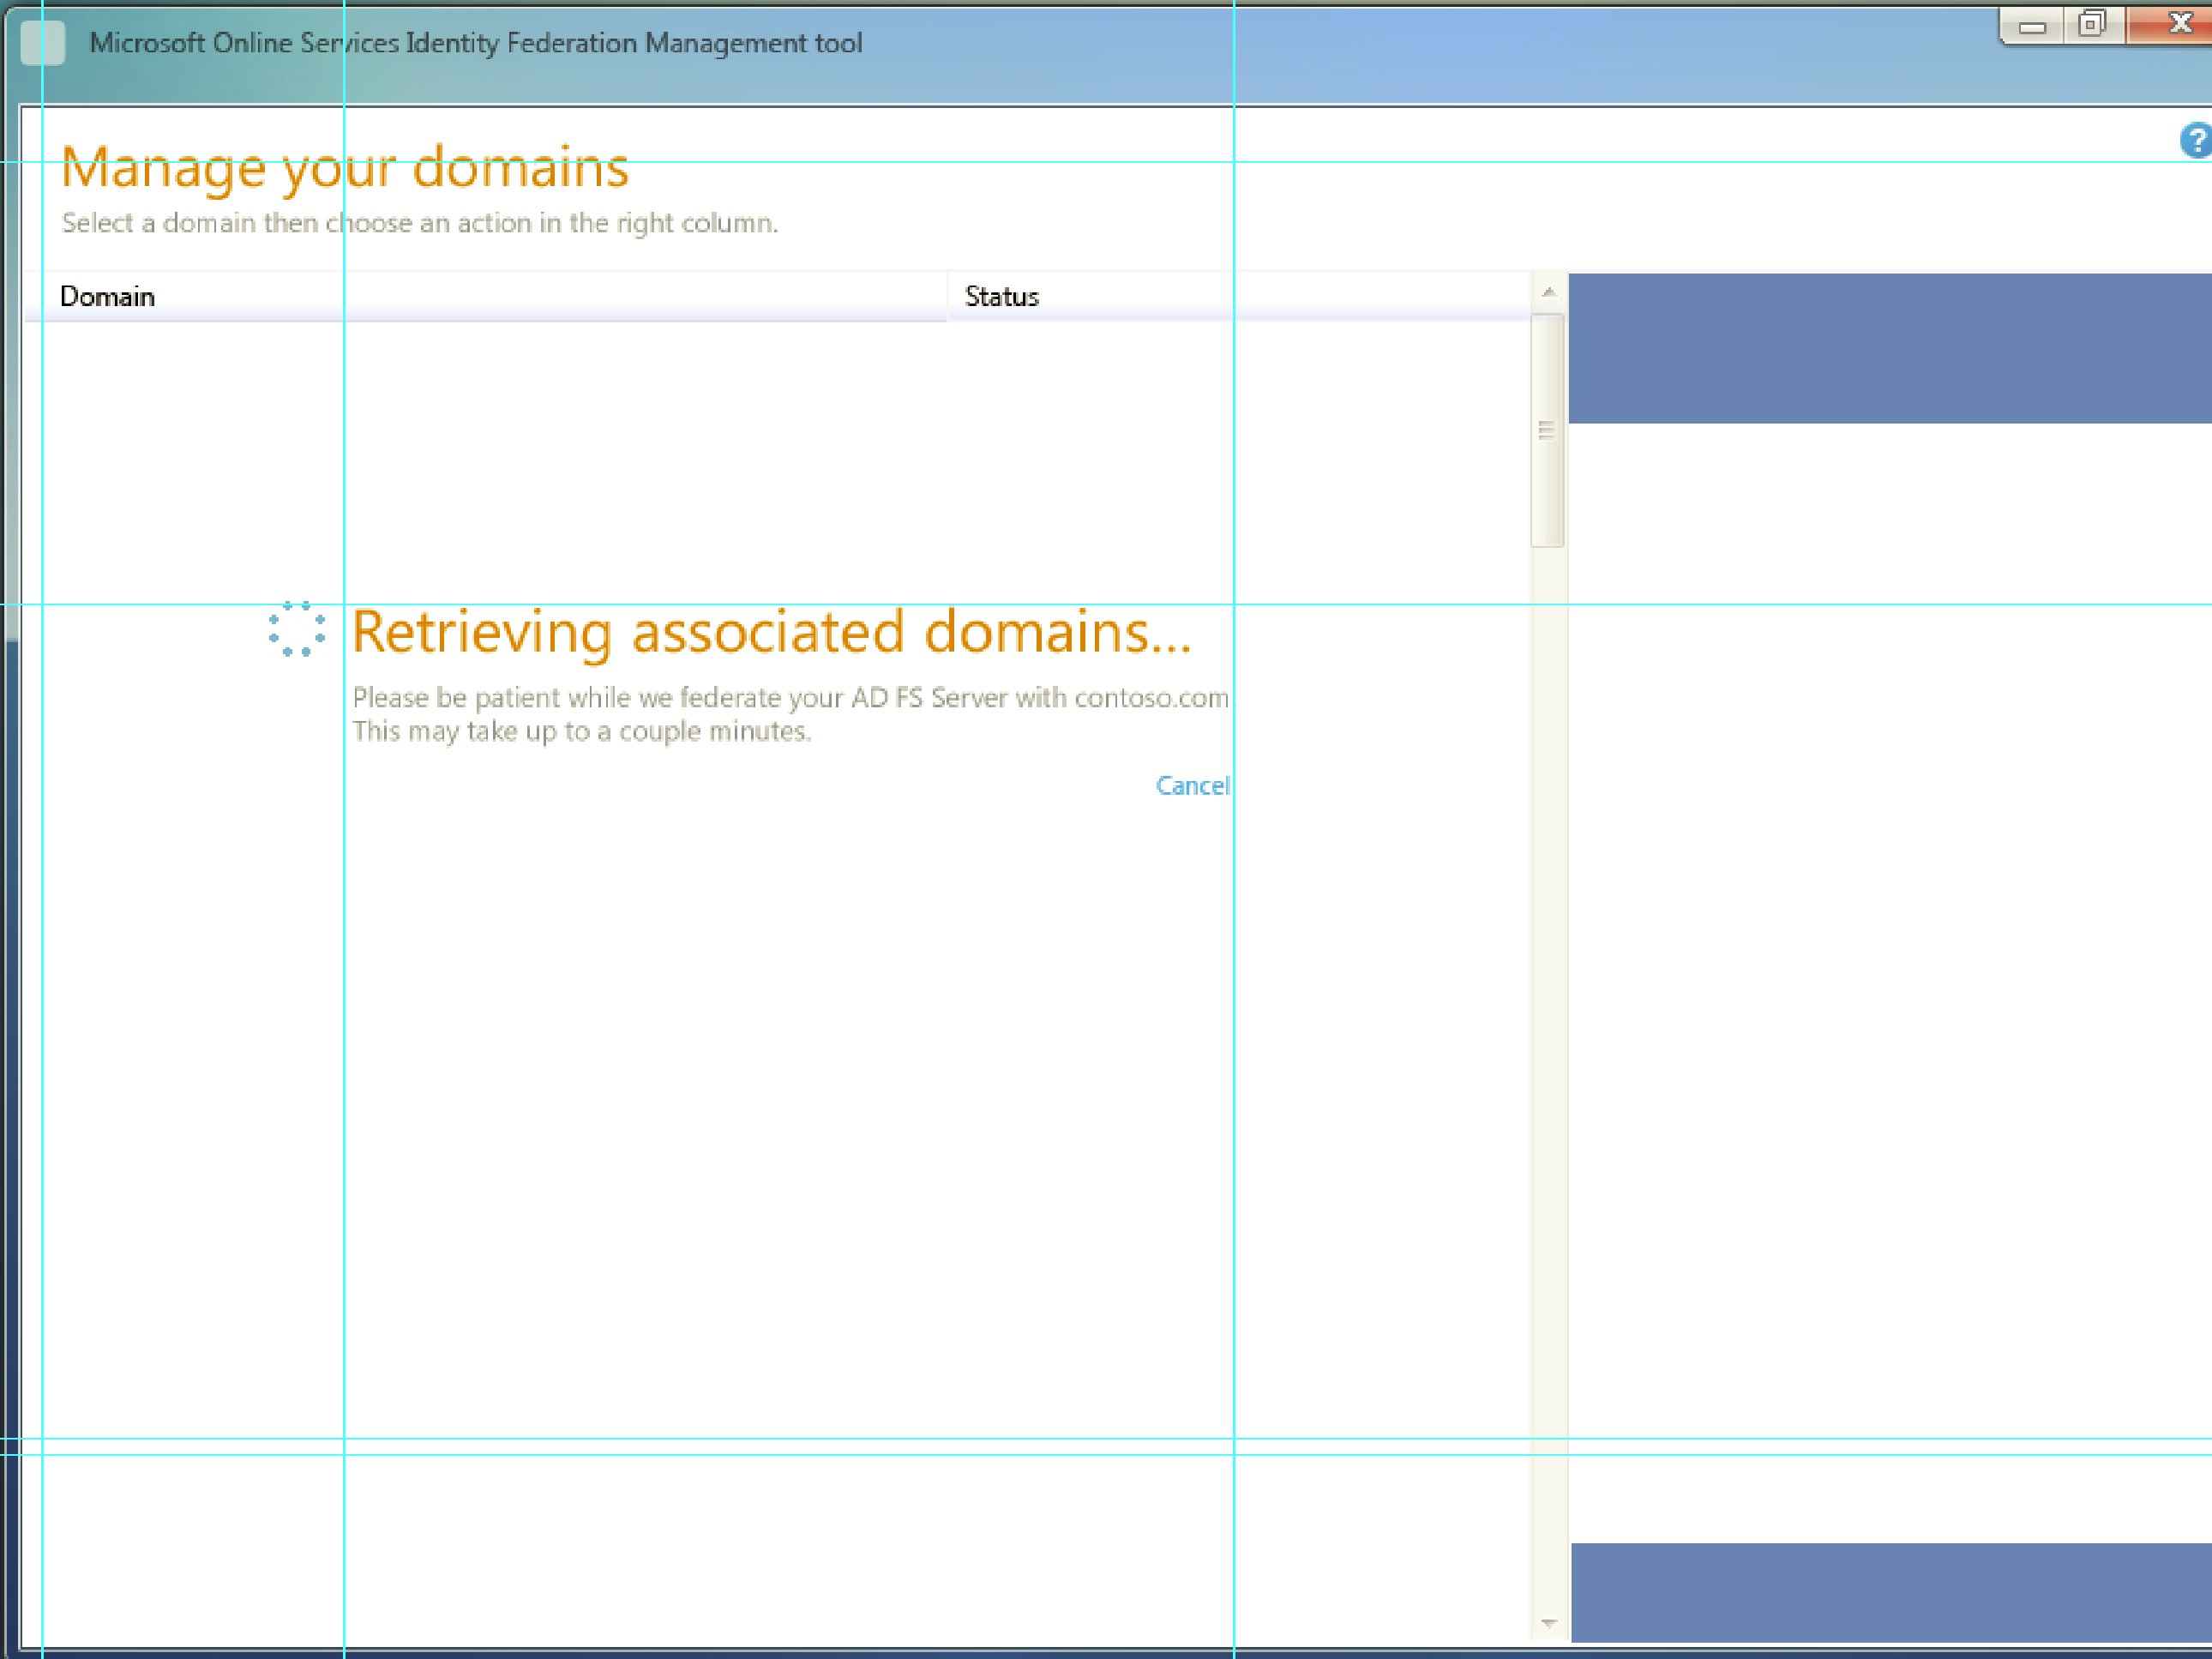 Microsoft Online Services Identity Federation Management tool
Manage your domains
Select a domain then choose an action in the right column.
Domain
Status
Retrieving associated domains...
Please be patient while we federate your AD FS Server with contoso.com
This may take up to a couple minutes.
Cancel